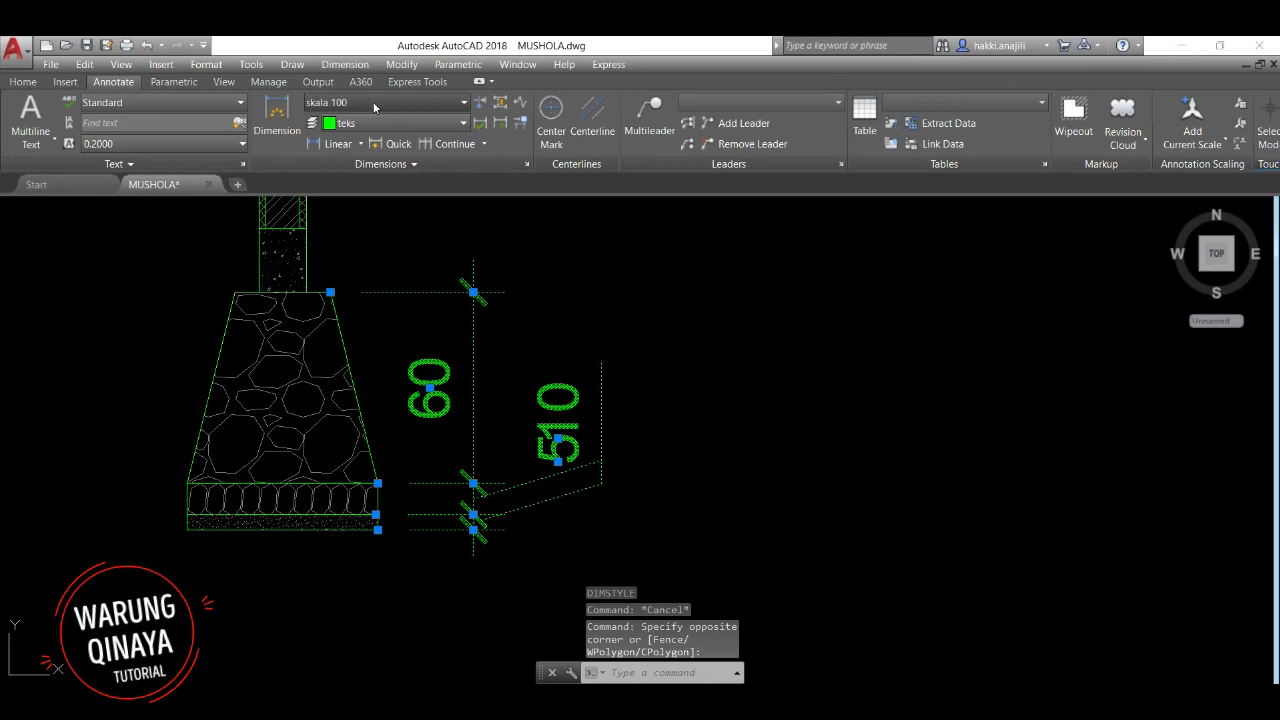 Autodesk AutoCAD 2018 MUSHOLA.dwg
Type a keyword or phrase
hakki.anajili
File Edit View Insert Format Tools Draw Dimension Modify Parametric Window Help Express
Home Insert Annotate Parametric View Manage Output A360 Express Tools
Multiline
Text
Standard
Find text
0.2000
Text
Dimension
skala 100
teks
Linear Quick Continue
Dimensions
Center
Mark
Centerline
Centerlines
Multileader
Add Leader
Remove Leader
Leaders
Table
Extract Data
Link Data
Tables
Wipeout
Revision
Cloud
Markup
Add
Current Scale
Annotation Scaling
Start
MUSHOLA*
N
W TOP E
S
Unnamed
60
510
WARUNG
QINAYA
TUTORIAL
Y
X
DIMSTYLE
Command: *Cancel*
Command: Specify opposite
corner or [Fence/
WPolygon/CPolygon]:
Type a command